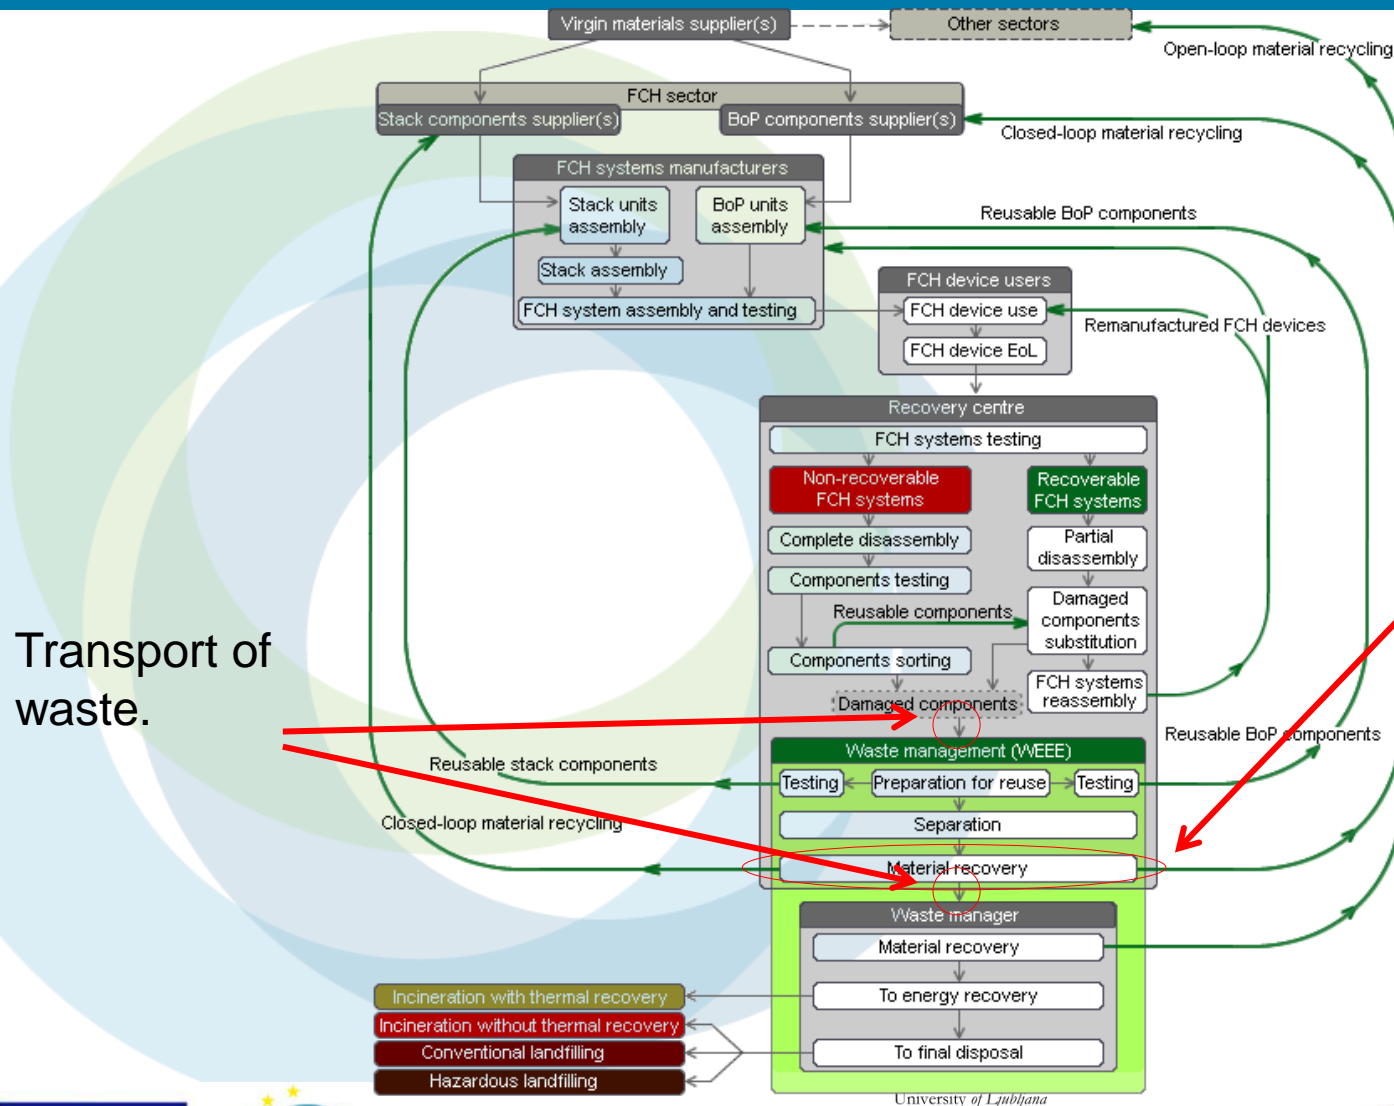 Virgin materials supplier(s)
Other sectors
Open-loop material recycling
FCH sector
Stack components supplier(s)
BoP components supplier(s)
Closed-loop material recycling
FCH systems manufacturers
Stack units
assembly
BoP units
assembly
Reusable BoP components
Stack assembly
FCH system assembly and testing
FCH device users
FCH device use
Remanufactured FCH devices
FCH device EoL
Recovery centre
FCH systems testing
Non-recoverable
FCH systems
Recoverable
FCH systems
Complete disassembly
Partial
disassembly
Components testing
Reusable components
Damaged
components
substitution
Components sorting
FCH systems
reassembly
Damaged components
Transport of
waste.
Reusable BoP components
Waste management (WEEE)
Reusable stack components
Testing
Preparation for reuse
Testing
Closed-loop material recycling
Separation
Material recovery
Waste manager
Material recovery
Incineration with thermal recovery
To energy recovery
Incineration without thermal recovery
Conventional landfilling
To final disposal
Hazardous landfilling
University of Ljubljana